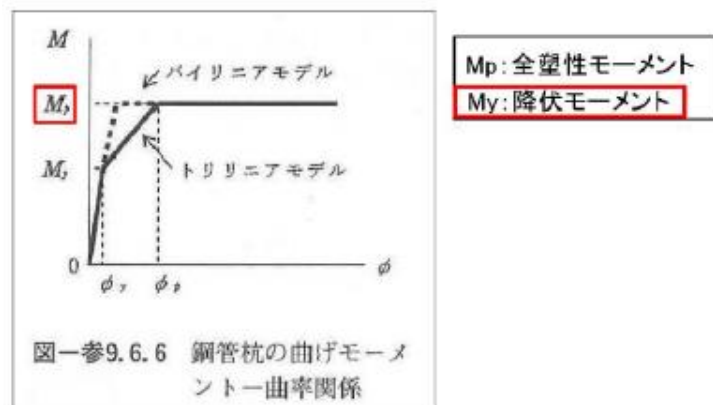 M
バイリニアモデル
Mp
My
トリリニアモデル
0
φy
φp
φ
図一参9.6.6 鋼管杭の曲げモーメ
ントー曲率関係
Mp:全塑性モーメント
My:降伏モーメント